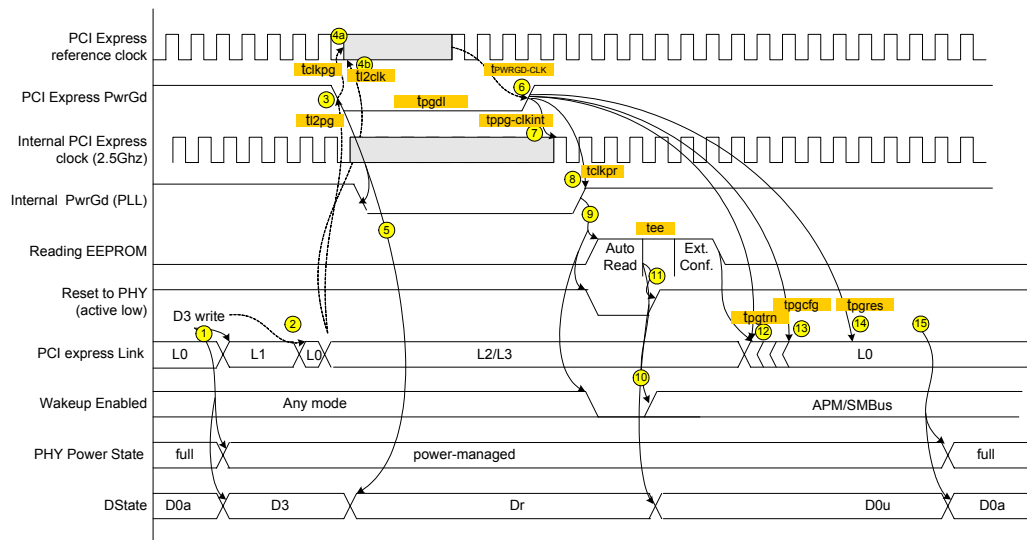 PCI Express
reference clock
4a
4b
tclkpg
tl2clk
tPWRGD-CLK
PCI Express PwrGd
3
tpgdl
6
tl2pg
tppg-clkint
7
Internal PCI Express
clock (2.5Ghz)
tclkpr
8
Internal PwrGd (PLL)
9
5
tee
Reading EEPROM
Auto
Read
Ext.
Conf.
11
Reset to PHY
(active low)
D3 write
1
2
tpgtrn
tpgcfg
tpgres
12
13
14
15
PCI express Link
L0
L1
L0
L2/L3
L0
10
Wakeup Enabled
Any mode
APM/SMBus
PHY Power State
full
power-managed
full
DState
D0a
D3
Dr
D0u
D0a